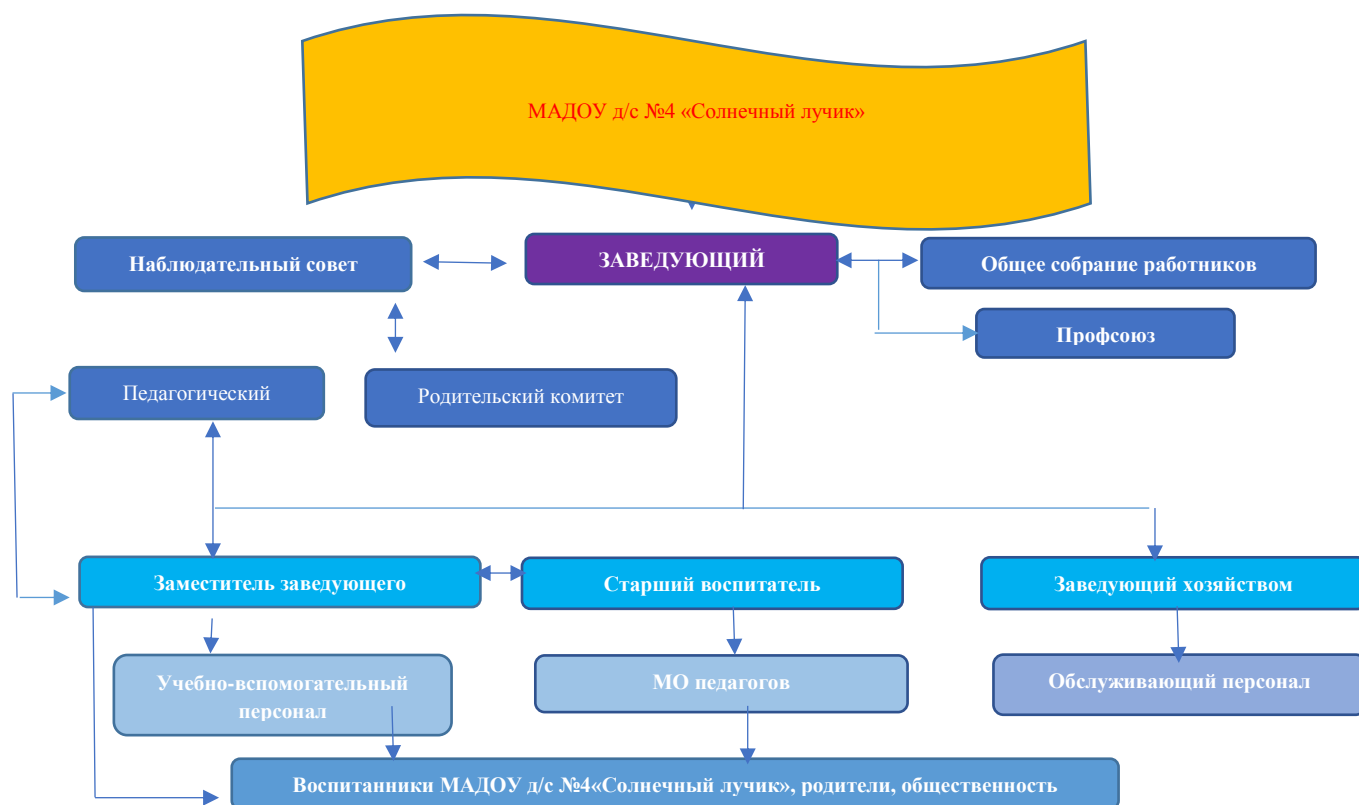 МАДОУ д/с №4 «Солнечный лучик»
Наблюдательный совет
ЗАВЕДУЮЩИЙ
Общее собрание работников
Профсоюз
Педагогический
Родительский комитет
Заместитель заведующего
Старший воспитатель
Заведующий хозяйством
Учебно-вспомогательный
персонал
МО педагогов
Обслуживающий персонал
Воспитанники МАДОУ д/с №4«Солнечный лучик», родители, общественность